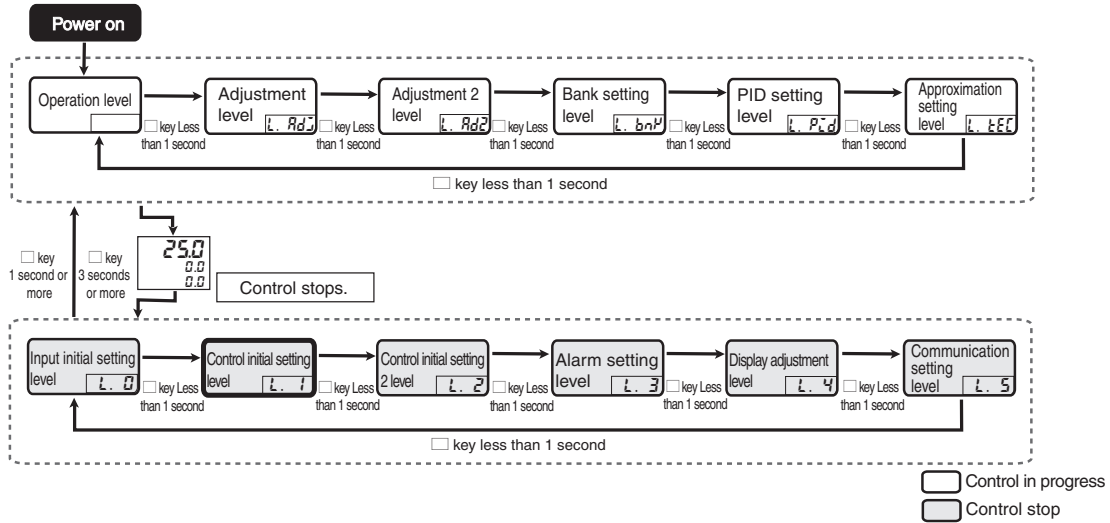 Power on
Operation level
Adjustment
level
L. AdJ
Adjustment 2
level
L. Ad2
Bank setting
level
L. bnK
PID setting
level
L. PId
Approximation
setting
level
L. tEC
key Less
than 1 second
key Less
than 1 second
key Less
than 1 second
key Less
than 1 second
key Less
than 1 second
key less than 1 second
key
1 second or
more
key
3 seconds
or more
25.0
0.0
0.0
Control stops.
Input initial setting
level
L. 0
Control initial setting
level
L. 1
Control initial setting
2 level
L. 2
Alarm setting
level
L. 3
Display adjustment
level
L. 4
Communication
setting
level
L. 5
key Less
than 1 second
key Less
than 1 second
key Less
than 1 second
key Less
than 1 second
key Less
than 1 second
key less than 1 second
Control in progress
Control stop